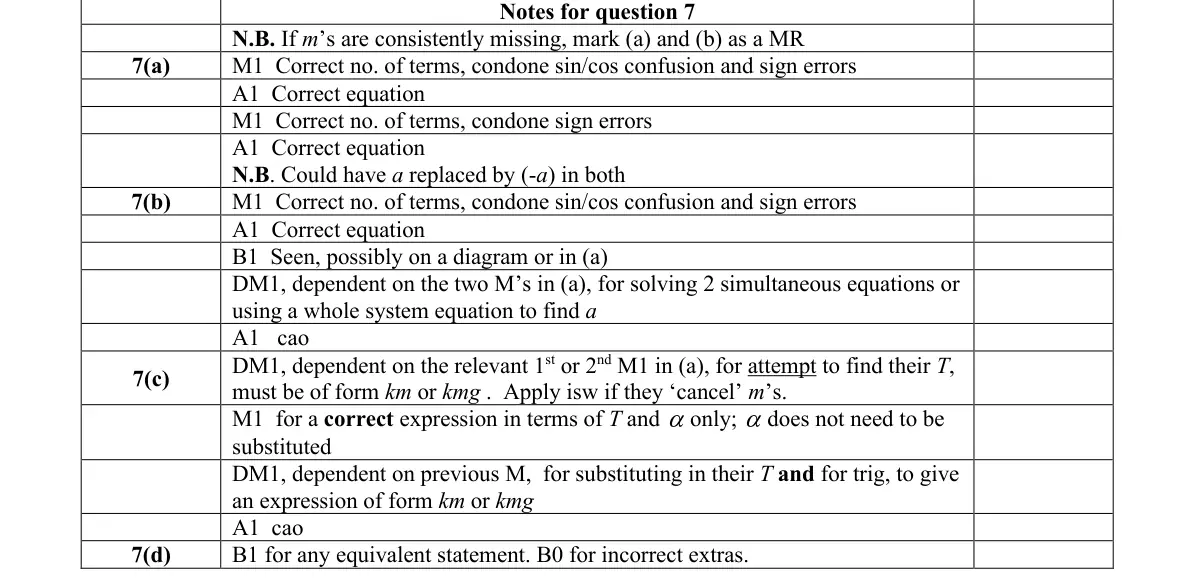 Notes for question 7
N.B. If m’s are consistently missing, mark (a) and (b) as a MR
7(a) M1 Correct no. of terms, condone sin/cos confusion and sign errors
A1 Correct equation
M1 Correct no. of terms, condone sign errors
A1 Correct equation
N.B. Could have a replaced by (-a) in both
7(b) M1 Correct no. of terms, condone sin/cos confusion and sign errors
A1 Correct equation
B1 Seen, possibly on a diagram or in (a)
DM1, dependent on the two M’s in (a), for solving 2 simultaneous equations or
using a whole system equation to find a
A1 cao
7(c) DM1, dependent on the relevant 1st or 2nd M1 in (a), for attempt to find their T,
must be of form km or kmg . Apply isw if they ‘cancel’ m’s.
M1 for a correct expression in terms of T and α only; α does not need to be
substituted
DM1, dependent on previous M, for substituting in their T and for trig, to give
an expression of form km or kmg
A1 cao
7(d) B1 for any equivalent statement. B0 for incorrect extras.